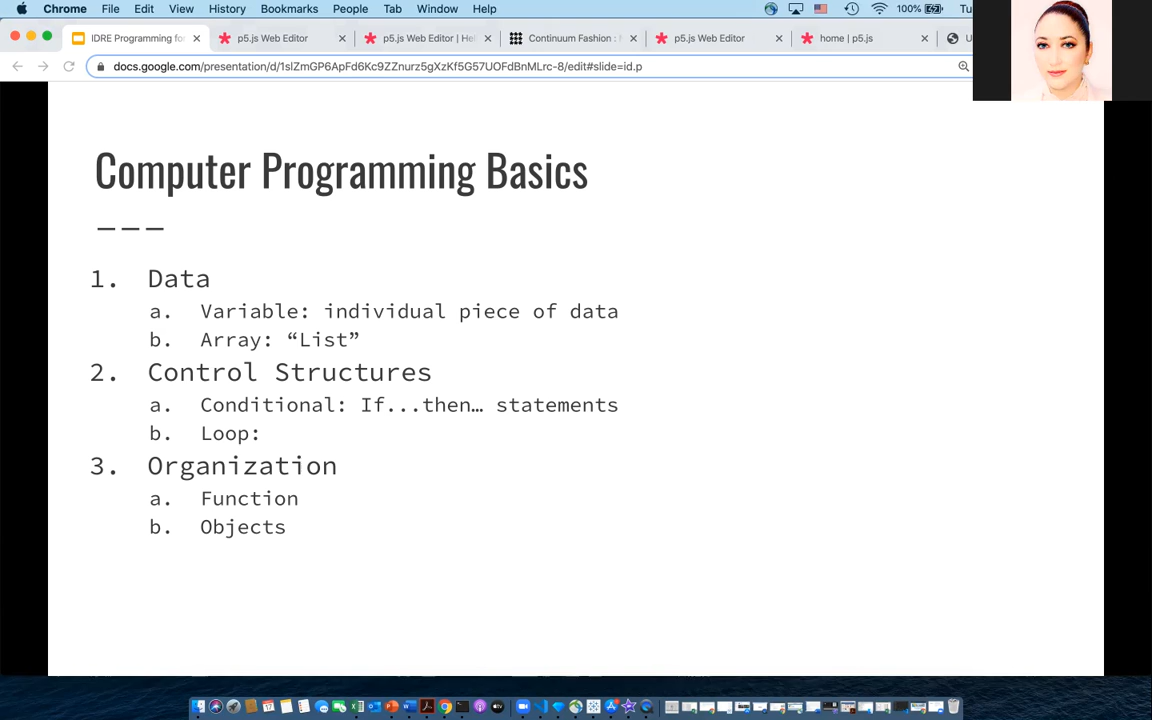 Chrome File Edit View History Bookmarks People Tab Window Help 100% Tu
IDRE Programming fo p5.js Web Editor p5.js Web Editor | Hel Continuum Fashion : N p5.js Web Editor home | p5.js U
docs.google.com/presentation/d/1slZmGP6ApFd6Kc9ZZnurz5gXzKf5G57UOFdBnMLrc-8/edit#slide=id.p
Computer Programming Basics
1. Data
a. Variable: individual piece of data
b. Array: “List”
2. Control Structures
a. Conditional: If...then… statements
b. Loop:
3. Organization
a. Function
b. Objects